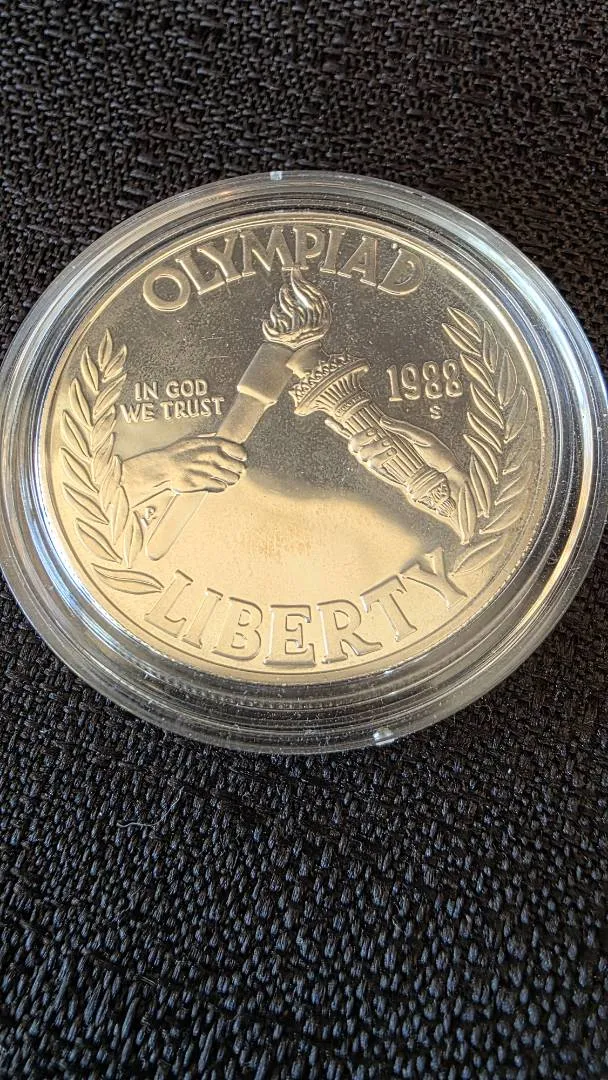 OLYMPIAD
IN GOD
WE TRUST
1988
S
LIBERTY